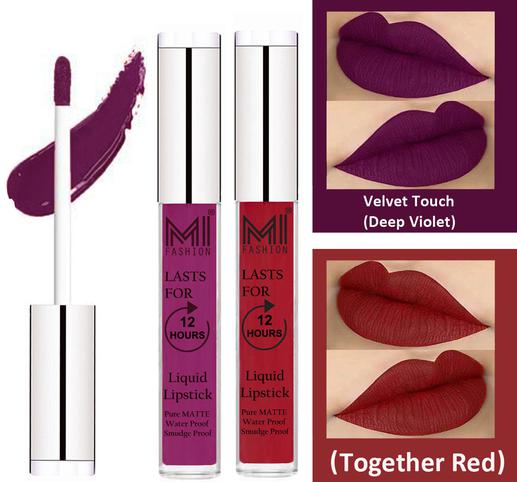 MI®
FASHION
LASTS
FOR
12
HOURS
Liquid
Lipstick
Pure MATTE
Water Proof
Smudge Proof
MI®
FASHION
LASTS
FOR
12
HOURS
Liquid
Lipstick
Pure MATTE
Water Proof
Smudge Proof
Velvet Touch
(Deep Violet)
(Together Red)